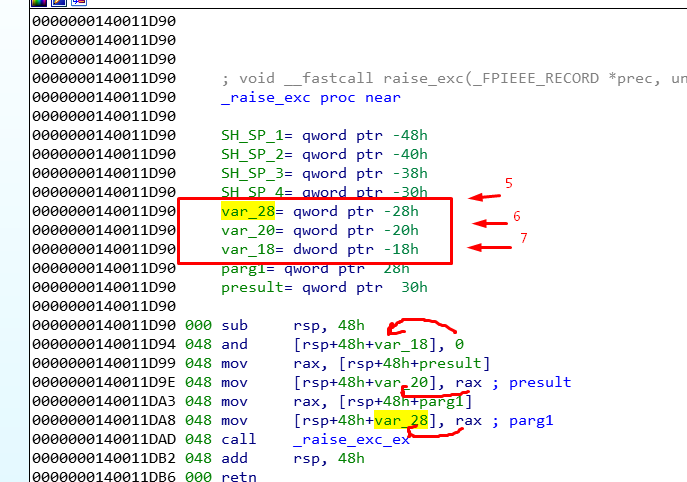 0000000140011D90
0000000140011D90
0000000140011D90
0000000140011D90 ; void __fastcall raise_exc(_FPIEEE_RECORD *prec, un
0000000140011D90 _raise_exc proc near
0000000140011D90
0000000140011D90 SH_SP_1= qword ptr -48h
0000000140011D90 SH_SP_2= qword ptr -40h
0000000140011D90 SH_SP_3= qword ptr -38h
0000000140011D90 SH_SP_4= qword ptr -30h 5
0000000140011D90 var_28= qword ptr -28h
0000000140011D90 var_20= qword ptr -20h 6
0000000140011D90 var_18= dword ptr -18h 7
0000000140011D90 parg1= qword ptr 28h
0000000140011D90 presult= qword ptr 30h
0000000140011D90
0000000140011D90 000 sub rsp, 48h
0000000140011D94 048 and [rsp+48h+var_18], 0
0000000140011D99 048 mov rax, [rsp+48h+presult]
0000000140011D9E 048 mov [rsp+48h+var_20], rax ; presult
0000000140011DA3 048 mov rax, [rsp+48h+parg1]
0000000140011DA8 048 mov [rsp+48h+var_28], rax ; parg1
0000000140011DAD 048 call _raise_exc_ex
0000000140011DB2 048 add rsp, 48h
0000000140011DB6 000 retn